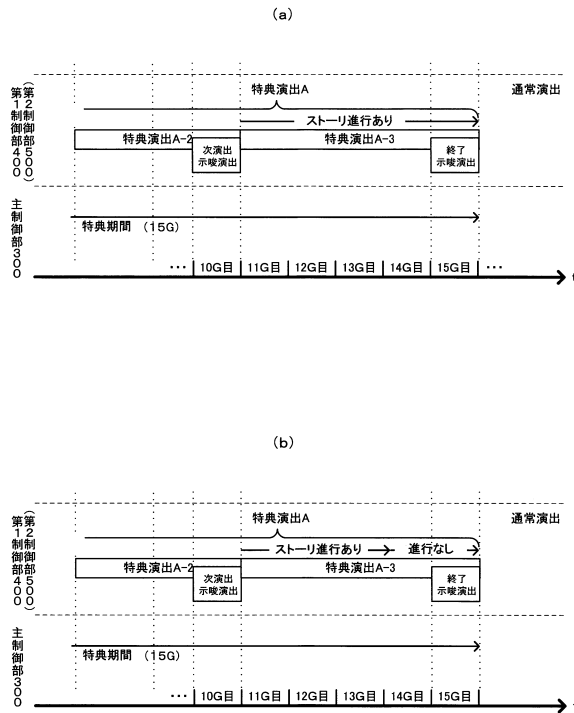 (a)
特典演出A
通常演出
ストーリ進行あり
特典演出A-2
特典演出A-3
次演出
示唆演出
終了
示唆演出
第1制御部400
(第2制御部500)
主制御部300
特典期間 (15G)
… 10G目 11G目 12G目 13G目 14G目 15G目 …
(b)
特典演出A
通常演出
ストーリ進行あり 進行なし
特典演出A-2
特典演出A-3
次演出
示唆演出
終了
示唆演出
第1制御部400
(第2制御部500)
主制御部300
特典期間 (15G)
… 10G目 11G目 12G目 13G目 14G目 15G目 …